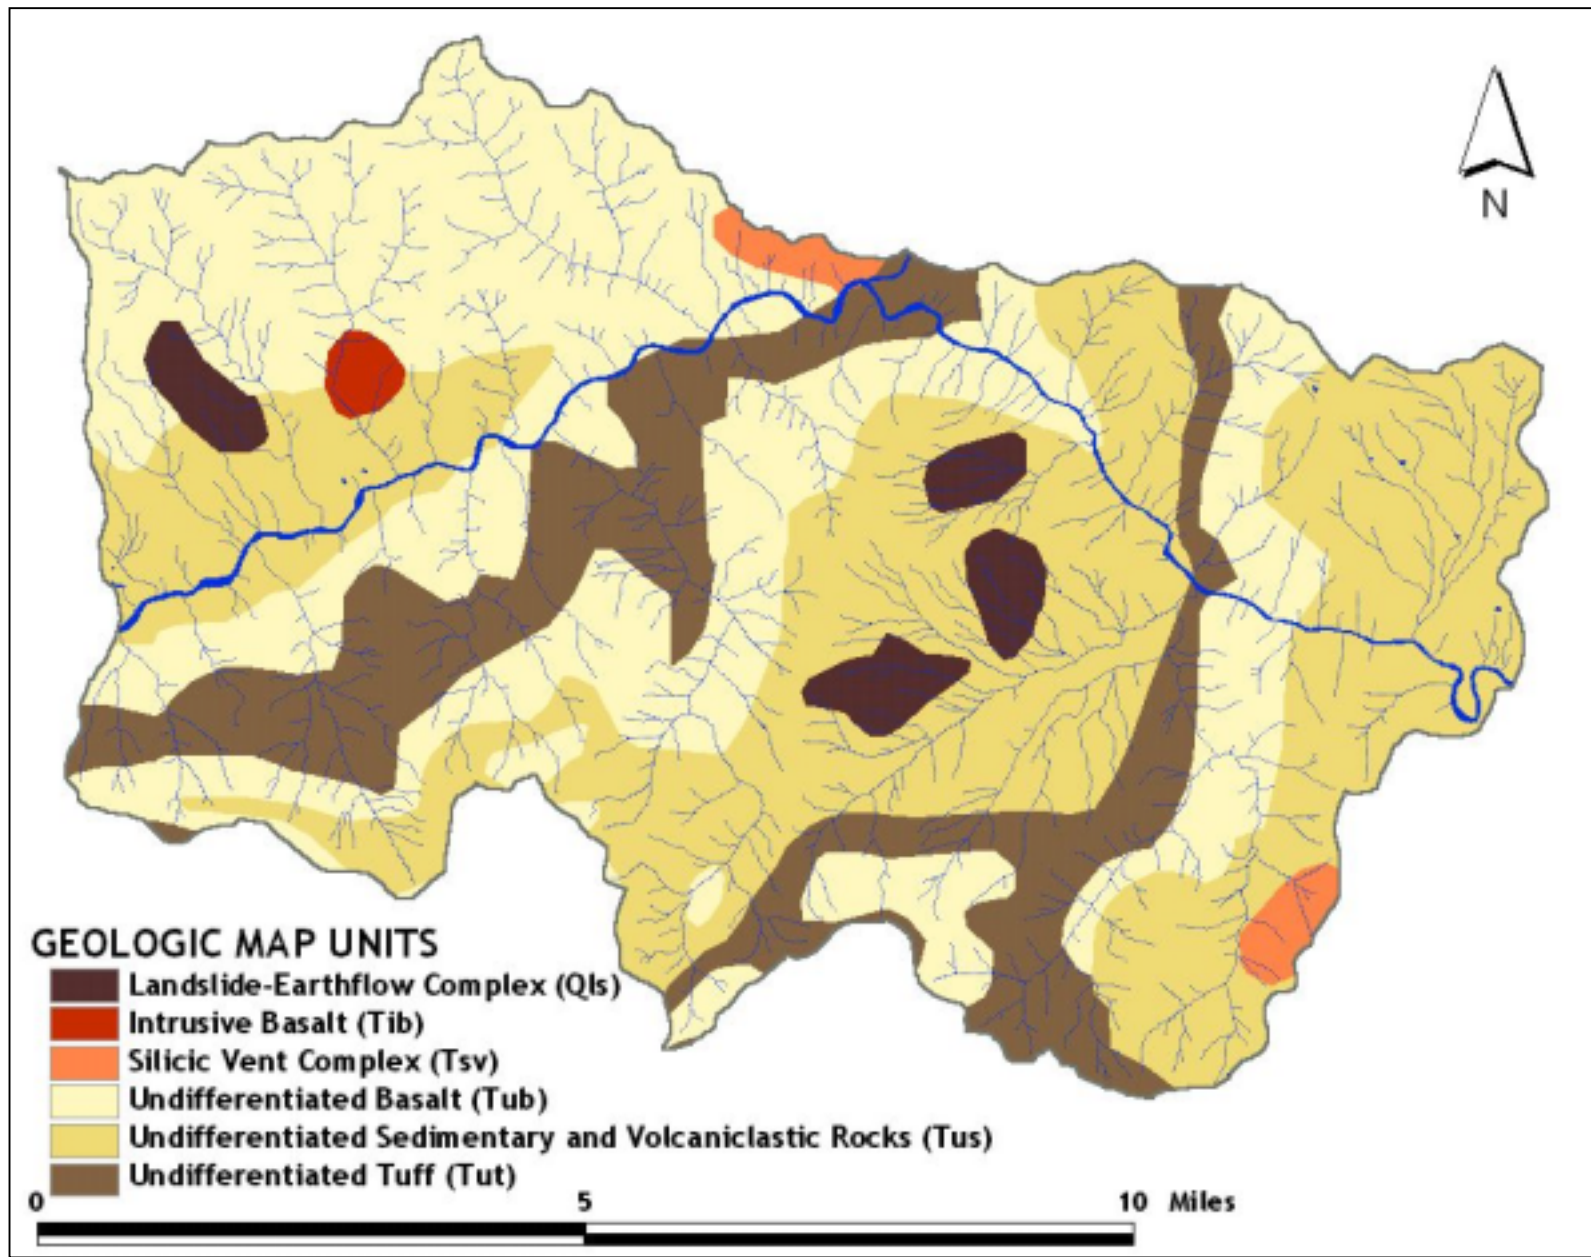 N
GEOLOGIC MAP UNITS
Landslide-Earthflow Complex (Qls)
Intrusive Basalt (Tib)
Silicic Vent Complex (Tsv)
Undifferentiated Basalt (Tub)
Undifferentiated Sedimentary and Volcaniclastic Rocks (Tus)
Undifferentiated Tuff (Tut)
0 5 10 Miles